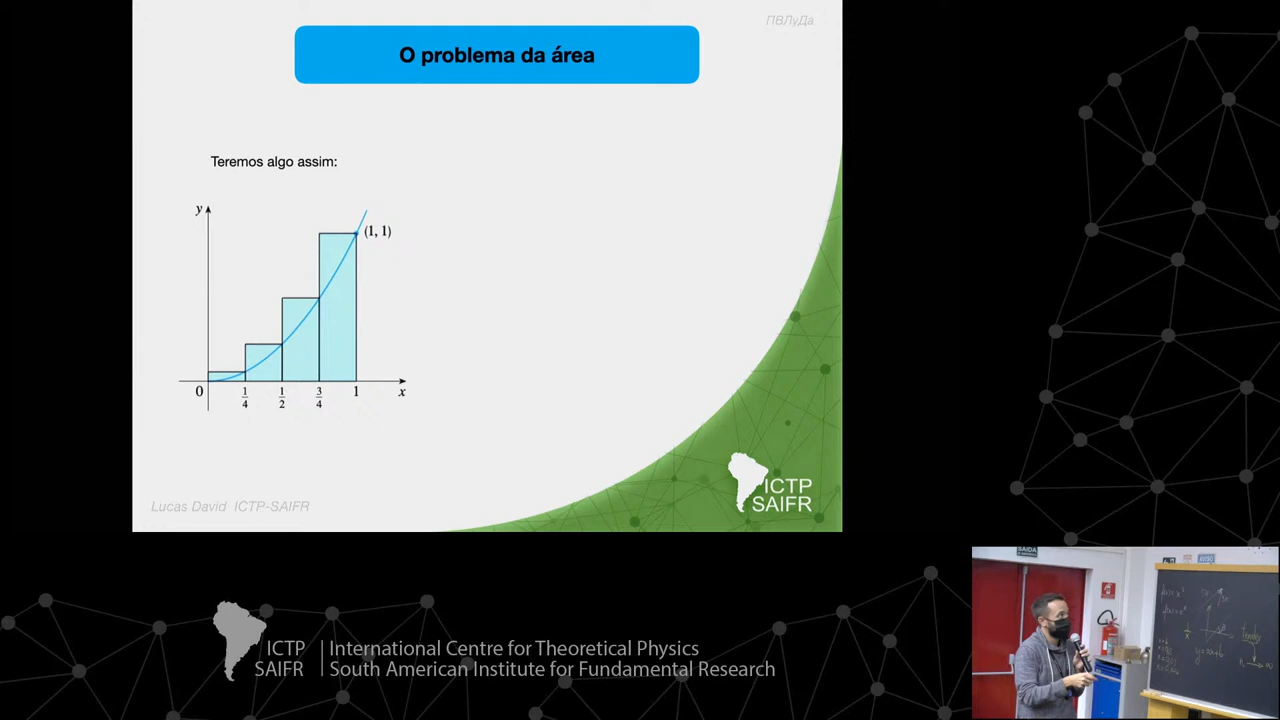 ПВЛуДа
O problema da área
Teremos algo assim:
y
(1, 1)
0
1/4
1/2
3/4
1
x
Lucas David ICTP-SAIFR
ICTP
SAIFR
ICTP
SAIFR
International Centre for Theoretical Physics
South American Institute for Fundamental Research
SAÍDA